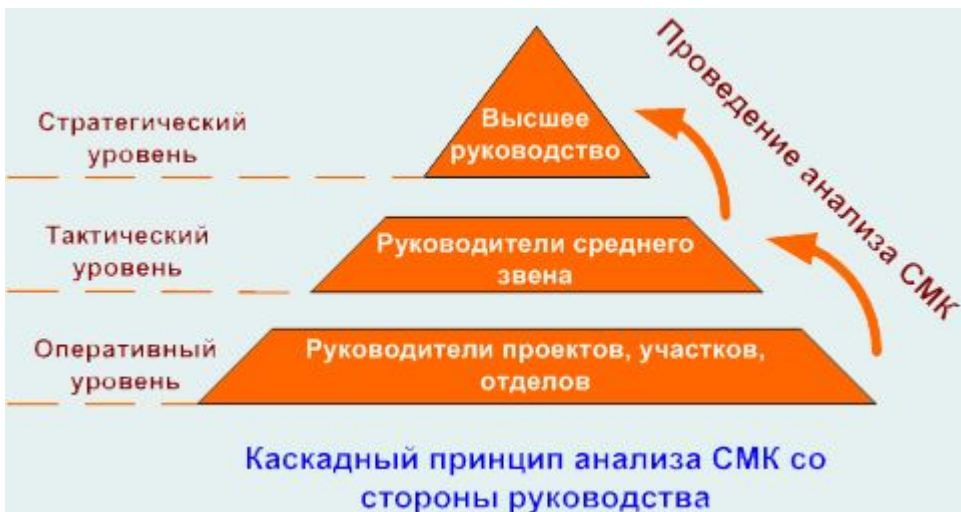 Проведение анализа СМК
Стратегический
уровень
Высшее
руководство
Тактический
уровень
Руководители среднего
звена
Оперативный
уровень
Руководители проектов, участков,
отделов
Каскадный принцип анализа СМК со
стороны руководства